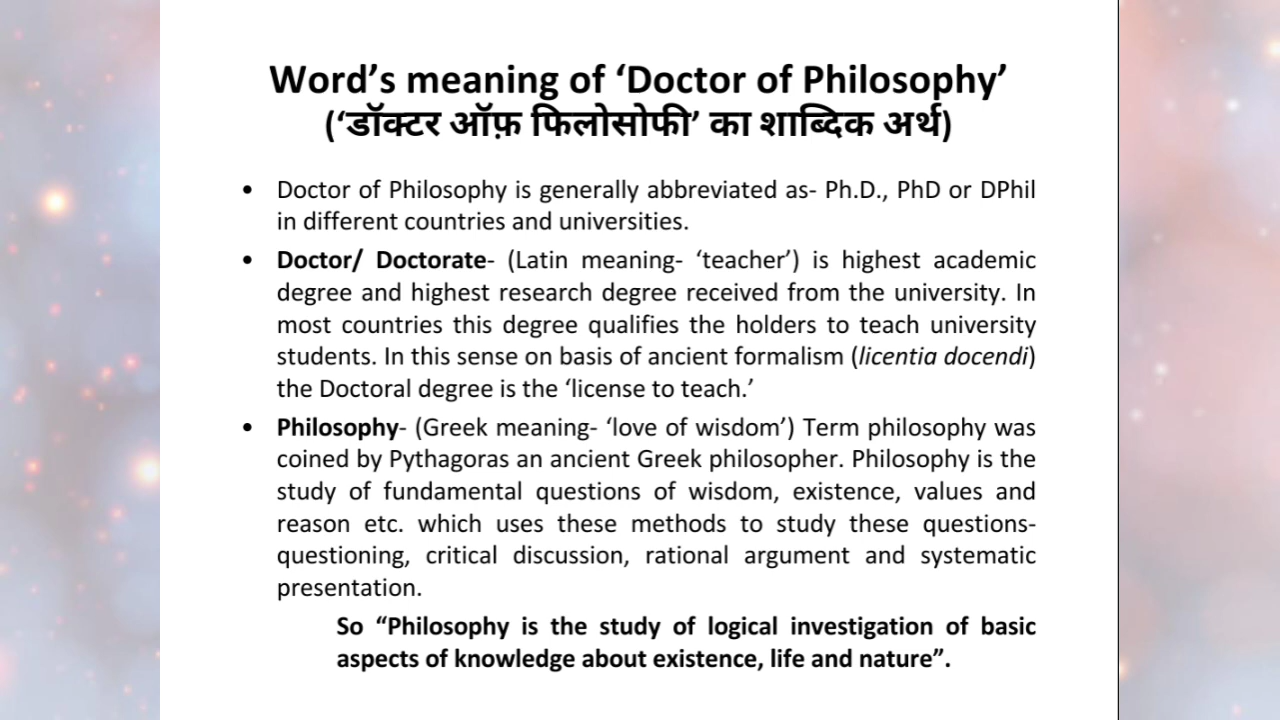 Word’s meaning of ‘Doctor of Philosophy’
(‘डॉक्टर ऑफ़ फिलोसोफी’ का शाब्दिक अर्थ)
• Doctor of Philosophy is generally abbreviated as- Ph.D., PhD or DPhil
in different countries and universities.
• Doctor/ Doctorate- (Latin meaning- ‘teacher’) is highest academic
degree and highest research degree received from the university. In
most countries this degree qualifies the holders to teach university
students. In this sense on basis of ancient formalism (licentia docendi)
the Doctoral degree is the ‘license to teach.’
• Philosophy- (Greek meaning- ‘love of wisdom’) Term philosophy was
coined by Pythagoras an ancient Greek philosopher. Philosophy is the
study of fundamental questions of wisdom, existence, values and
reason etc. which uses these methods to study these questions-
questioning, critical discussion, rational argument and systematic
presentation.
So “Philosophy is the study of logical investigation of basic
aspects of knowledge about existence, life and nature”.